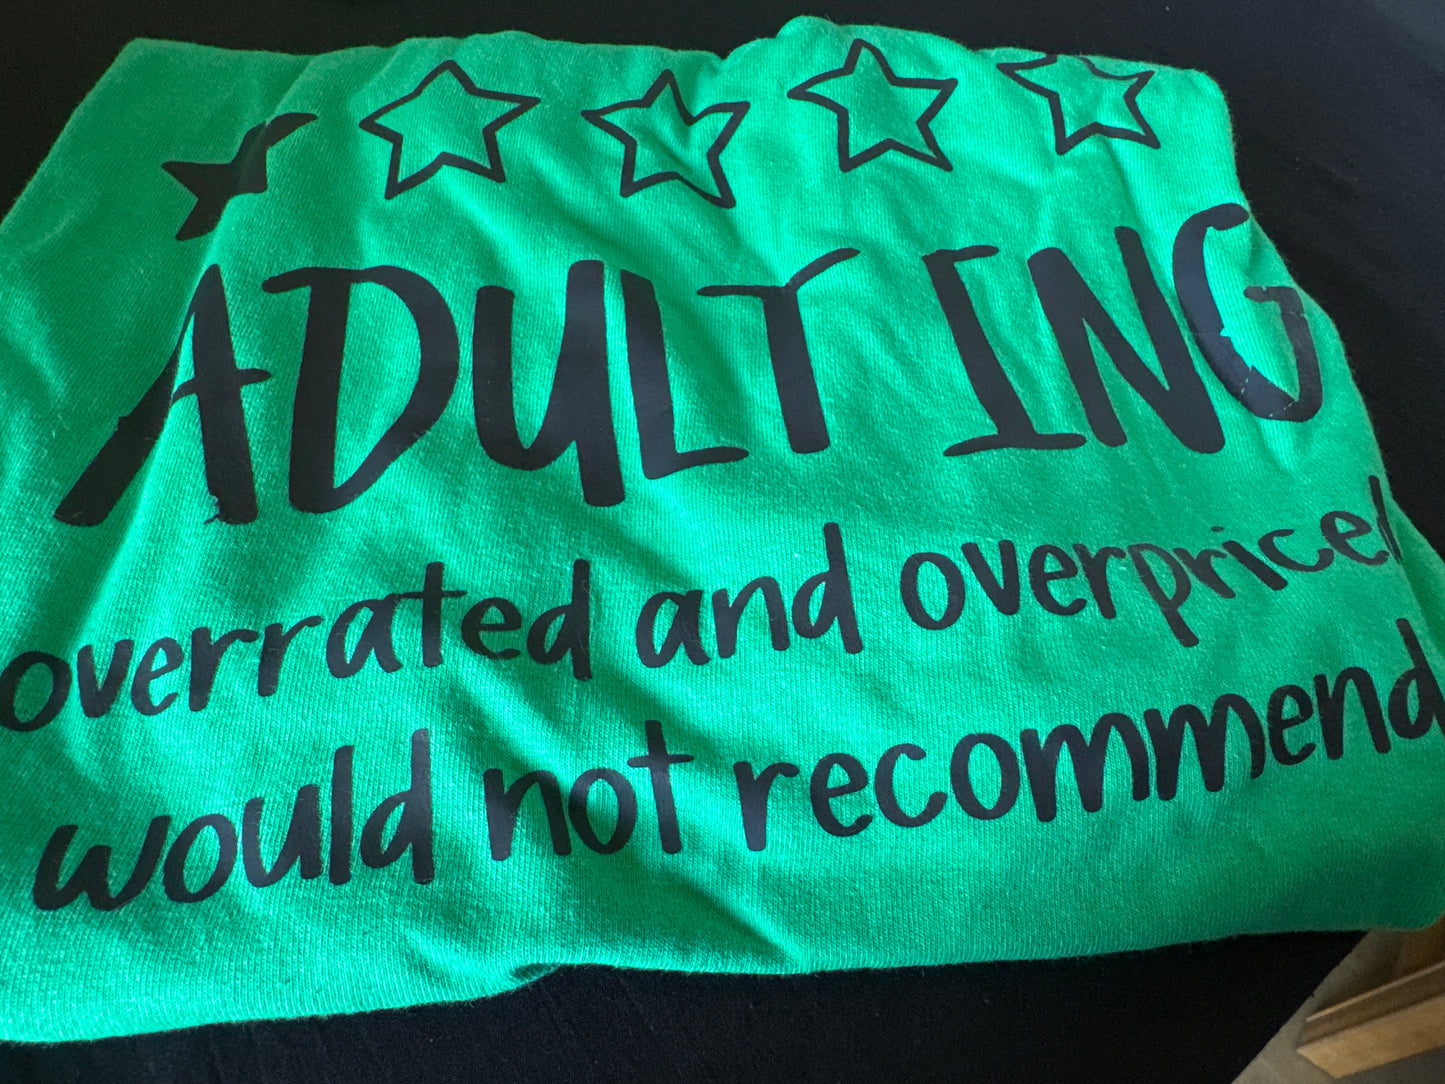 ADULTING
overrated and overpriced
would not recommend